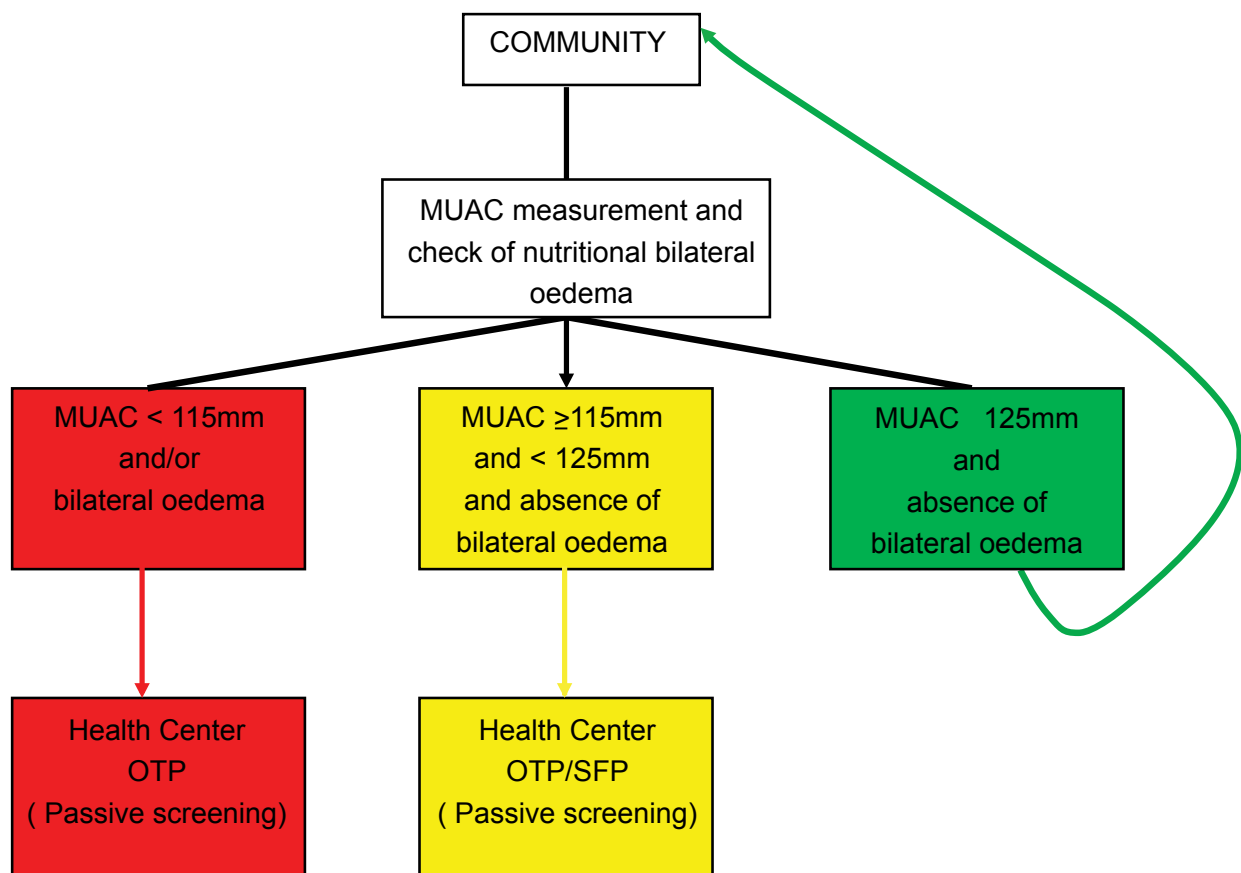 COMMUNITY
MUAC measurement and
check of nutritional bilateral
oedema
MUAC < 115mm
and/or
bilateral oedema
MUAC ≥115mm
and < 125mm
and absence of
bilateral oedema
MUAC 125mm
and
absence of
bilateral oedema
Health Center
OTP
( Passive screening)
Health Center
OTP/SFP
( Passive screening)